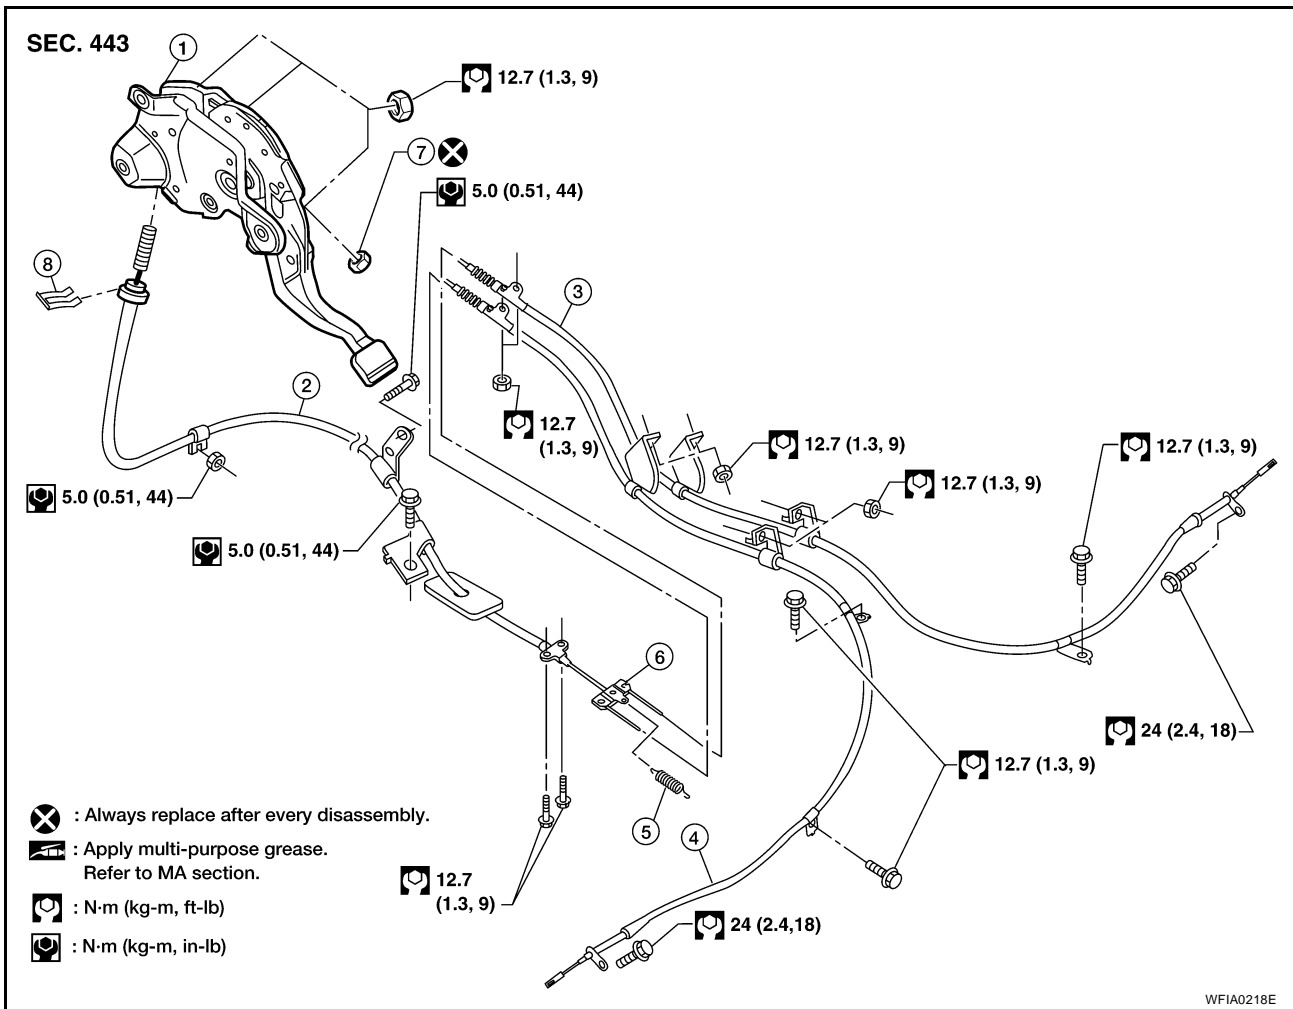 SEC. 443
1
12.7 (1.3, 9)
7
5.0 (0.51, 44)
8
3
2
12.7
(1.3, 9)
12.7 (1.3, 9)
12.7 (1.3, 9)
12.7 (1.3, 9)
5.0 (0.51, 44)
5.0 (0.51, 44)
6
24 (2.4, 18)
12.7 (1.3, 9)
5
4
12.7
(1.3, 9)
24 (2.4,18)
: Always replace after every disassembly.
: Apply multi-purpose grease.
Refer to MA section.
: N·m (kg-m, ft-lb)
: N·m (kg-m, in-lb)
WFIA0218E